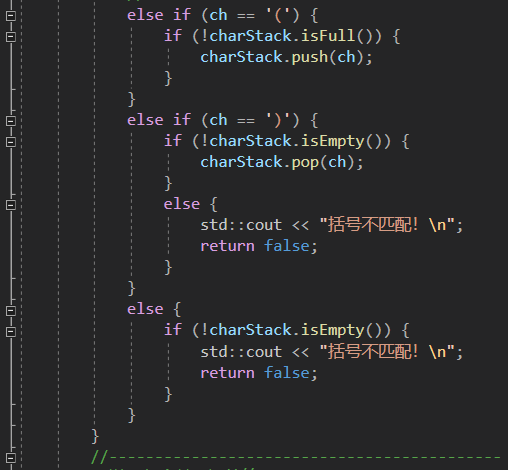 else if (ch == '(') {
if (!charStack.isFull()) {
charStack.push(ch);
}
}
else if (ch == ')') {
if (!charStack.isEmpty()) {
charStack.pop(ch);
}
else {
std::cout << "括号不匹配! \n";
return false;
}
}
else {
if (!charStack.isEmpty()) {
std::cout << "括号不匹配! \n";
return false;
}
}
}
//-------------------------------------------